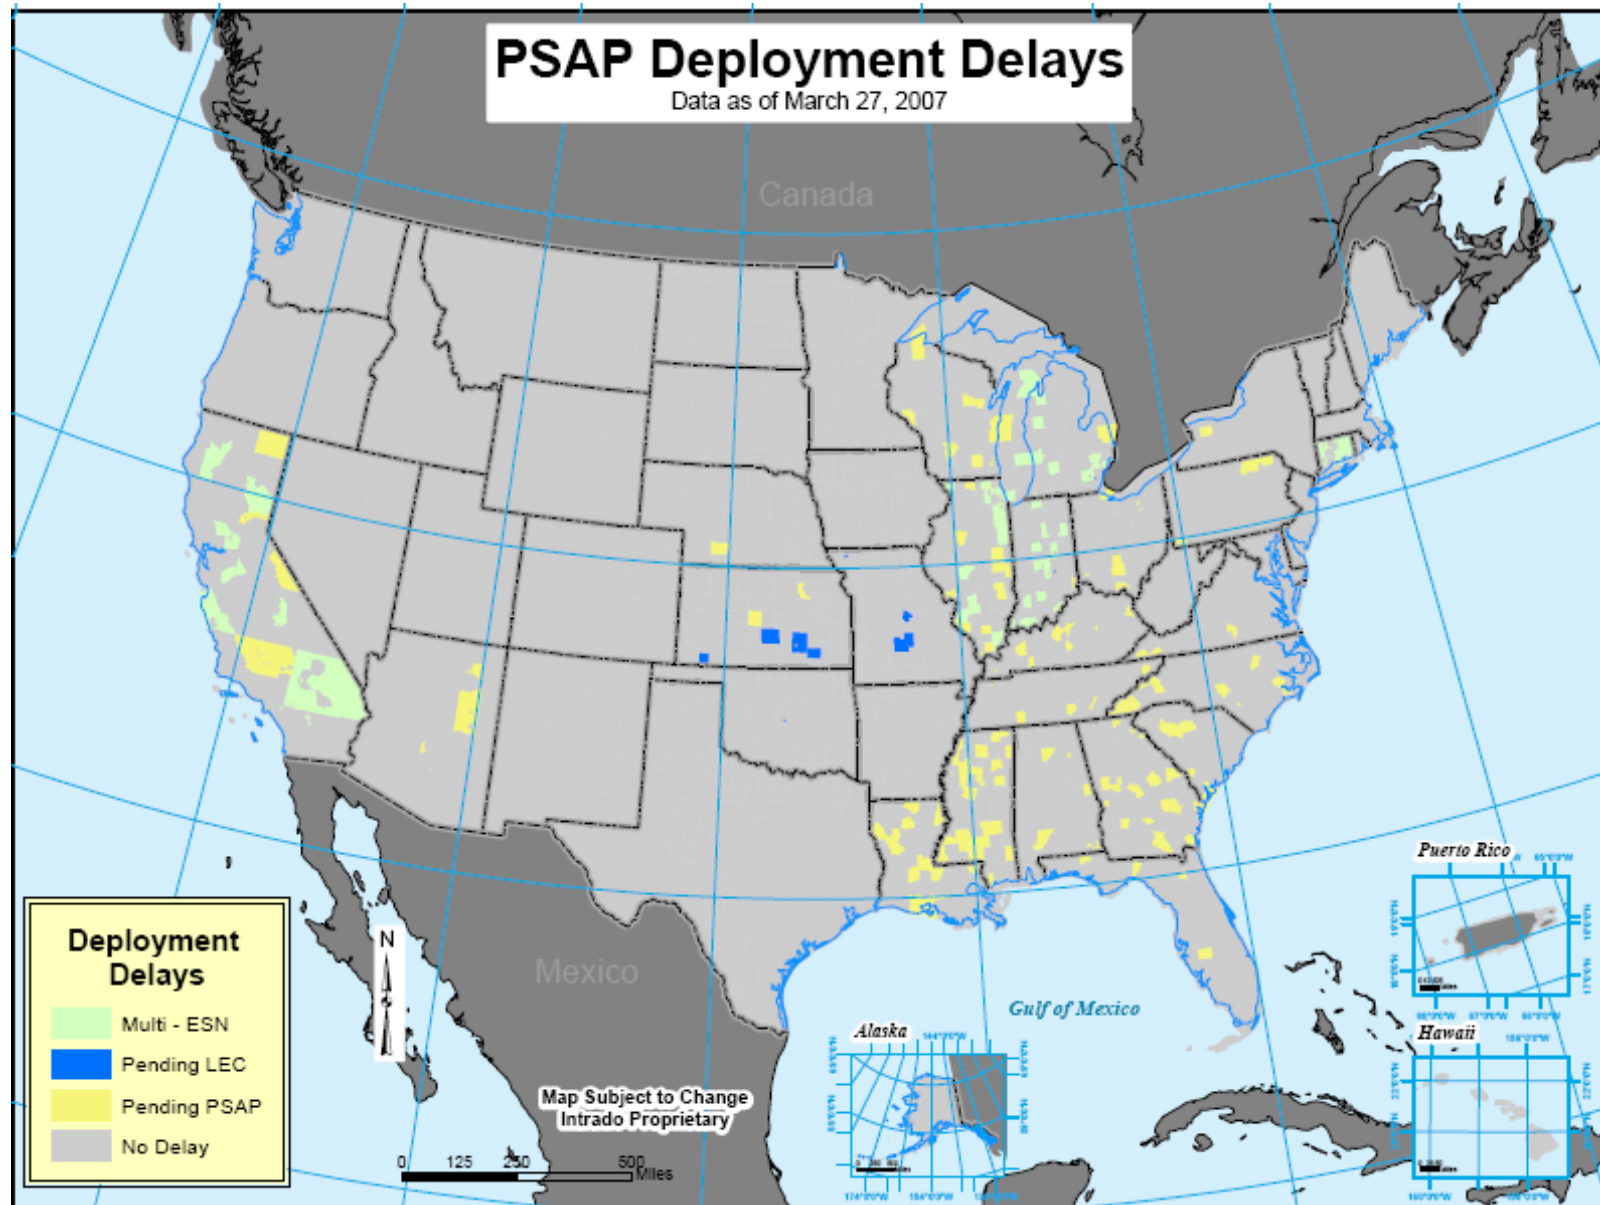 PSAP Deployment Delays
Data as of March 27, 2007
Canada
Mexico
Gulf of Mexico
Puerto Rico
Alaska
Hawaii
Deployment
Delays
Multi - ESN
Pending LEC
Pending PSAP
No Delay
N
Map Subject to Change
Intrado Proprietary
0 125 250 500
Miles